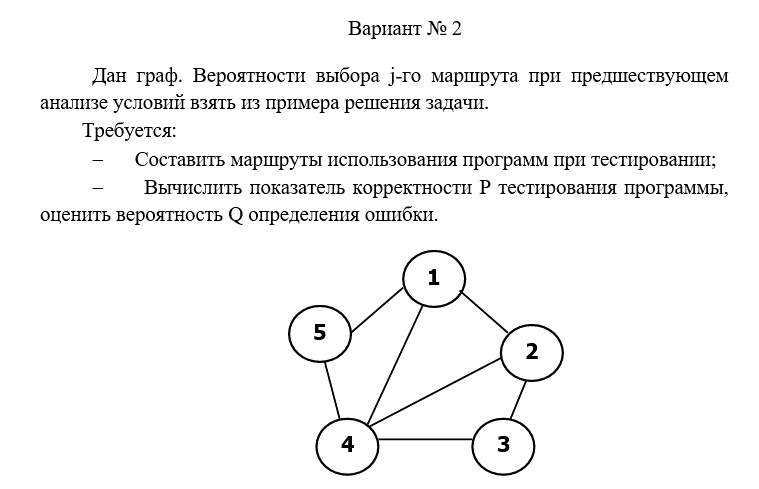 Вариант № 2
Дан граф. Вероятности выбора j-го маршрута при предшествующем
анализе условий взять из примера решения задачи.
Требуется:
– Составить маршруты использования программ при тестировании;
– Вычислить показатель корректности P тестирования программы,
оценить вероятность Q определения ошибки.
1
5
2
4
3